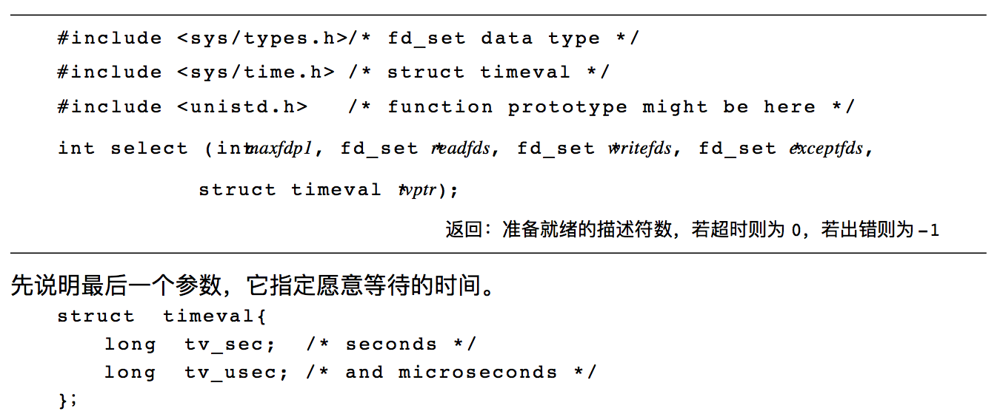 #include <sys/types.h>/* fd_set data type */
#include <sys/time.h> /* struct timeval */
#include <unistd.h> /* function prototype might be here */
int select (int maxfdp1, fd_set *readfds, fd_set *writefds, fd_set *exceptfds,
struct timeval *tvptr);
返回：准备就绪的描述符数，若超时则为 0，若出错则为 -1
先说明最后一个参数，它指定愿意等待的时间。
struct timeval{
long tv_sec; /* seconds */
long tv_usec; /* and microseconds */
};